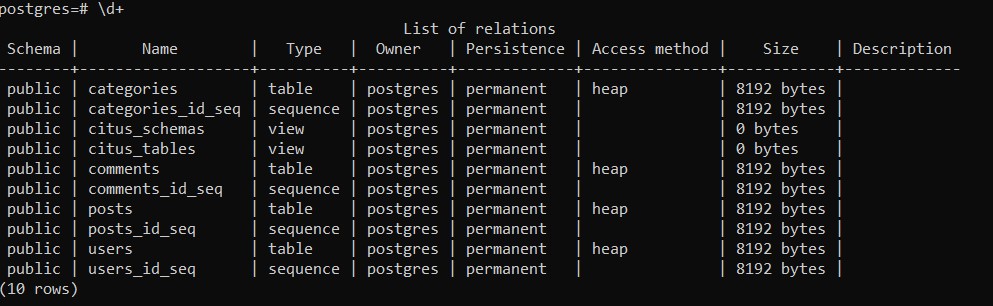 postgres=# \d+
List of relations
Schema | Name | Type | Owner | Persistence | Access method | Size | Description
--------+-------------------+----------+----------+-------------+---------------+------------+-------------
public | categories | table | postgres | permanent | heap | 8192 bytes |
public | categories_id_seq | sequence | postgres | permanent | | 8192 bytes |
public | citus_schemas | view | postgres | permanent | | 0 bytes |
public | citus_tables | view | postgres | permanent | | 0 bytes |
public | comments | table | postgres | permanent | heap | 8192 bytes |
public | comments_id_seq | sequence | postgres | permanent | | 8192 bytes |
public | posts | table | postgres | permanent | heap | 8192 bytes |
public | posts_id_seq | sequence | postgres | permanent | | 8192 bytes |
public | users | table | postgres | permanent | heap | 8192 bytes |
public | users_id_seq | sequence | postgres | permanent | | 8192 bytes |
(10 rows)